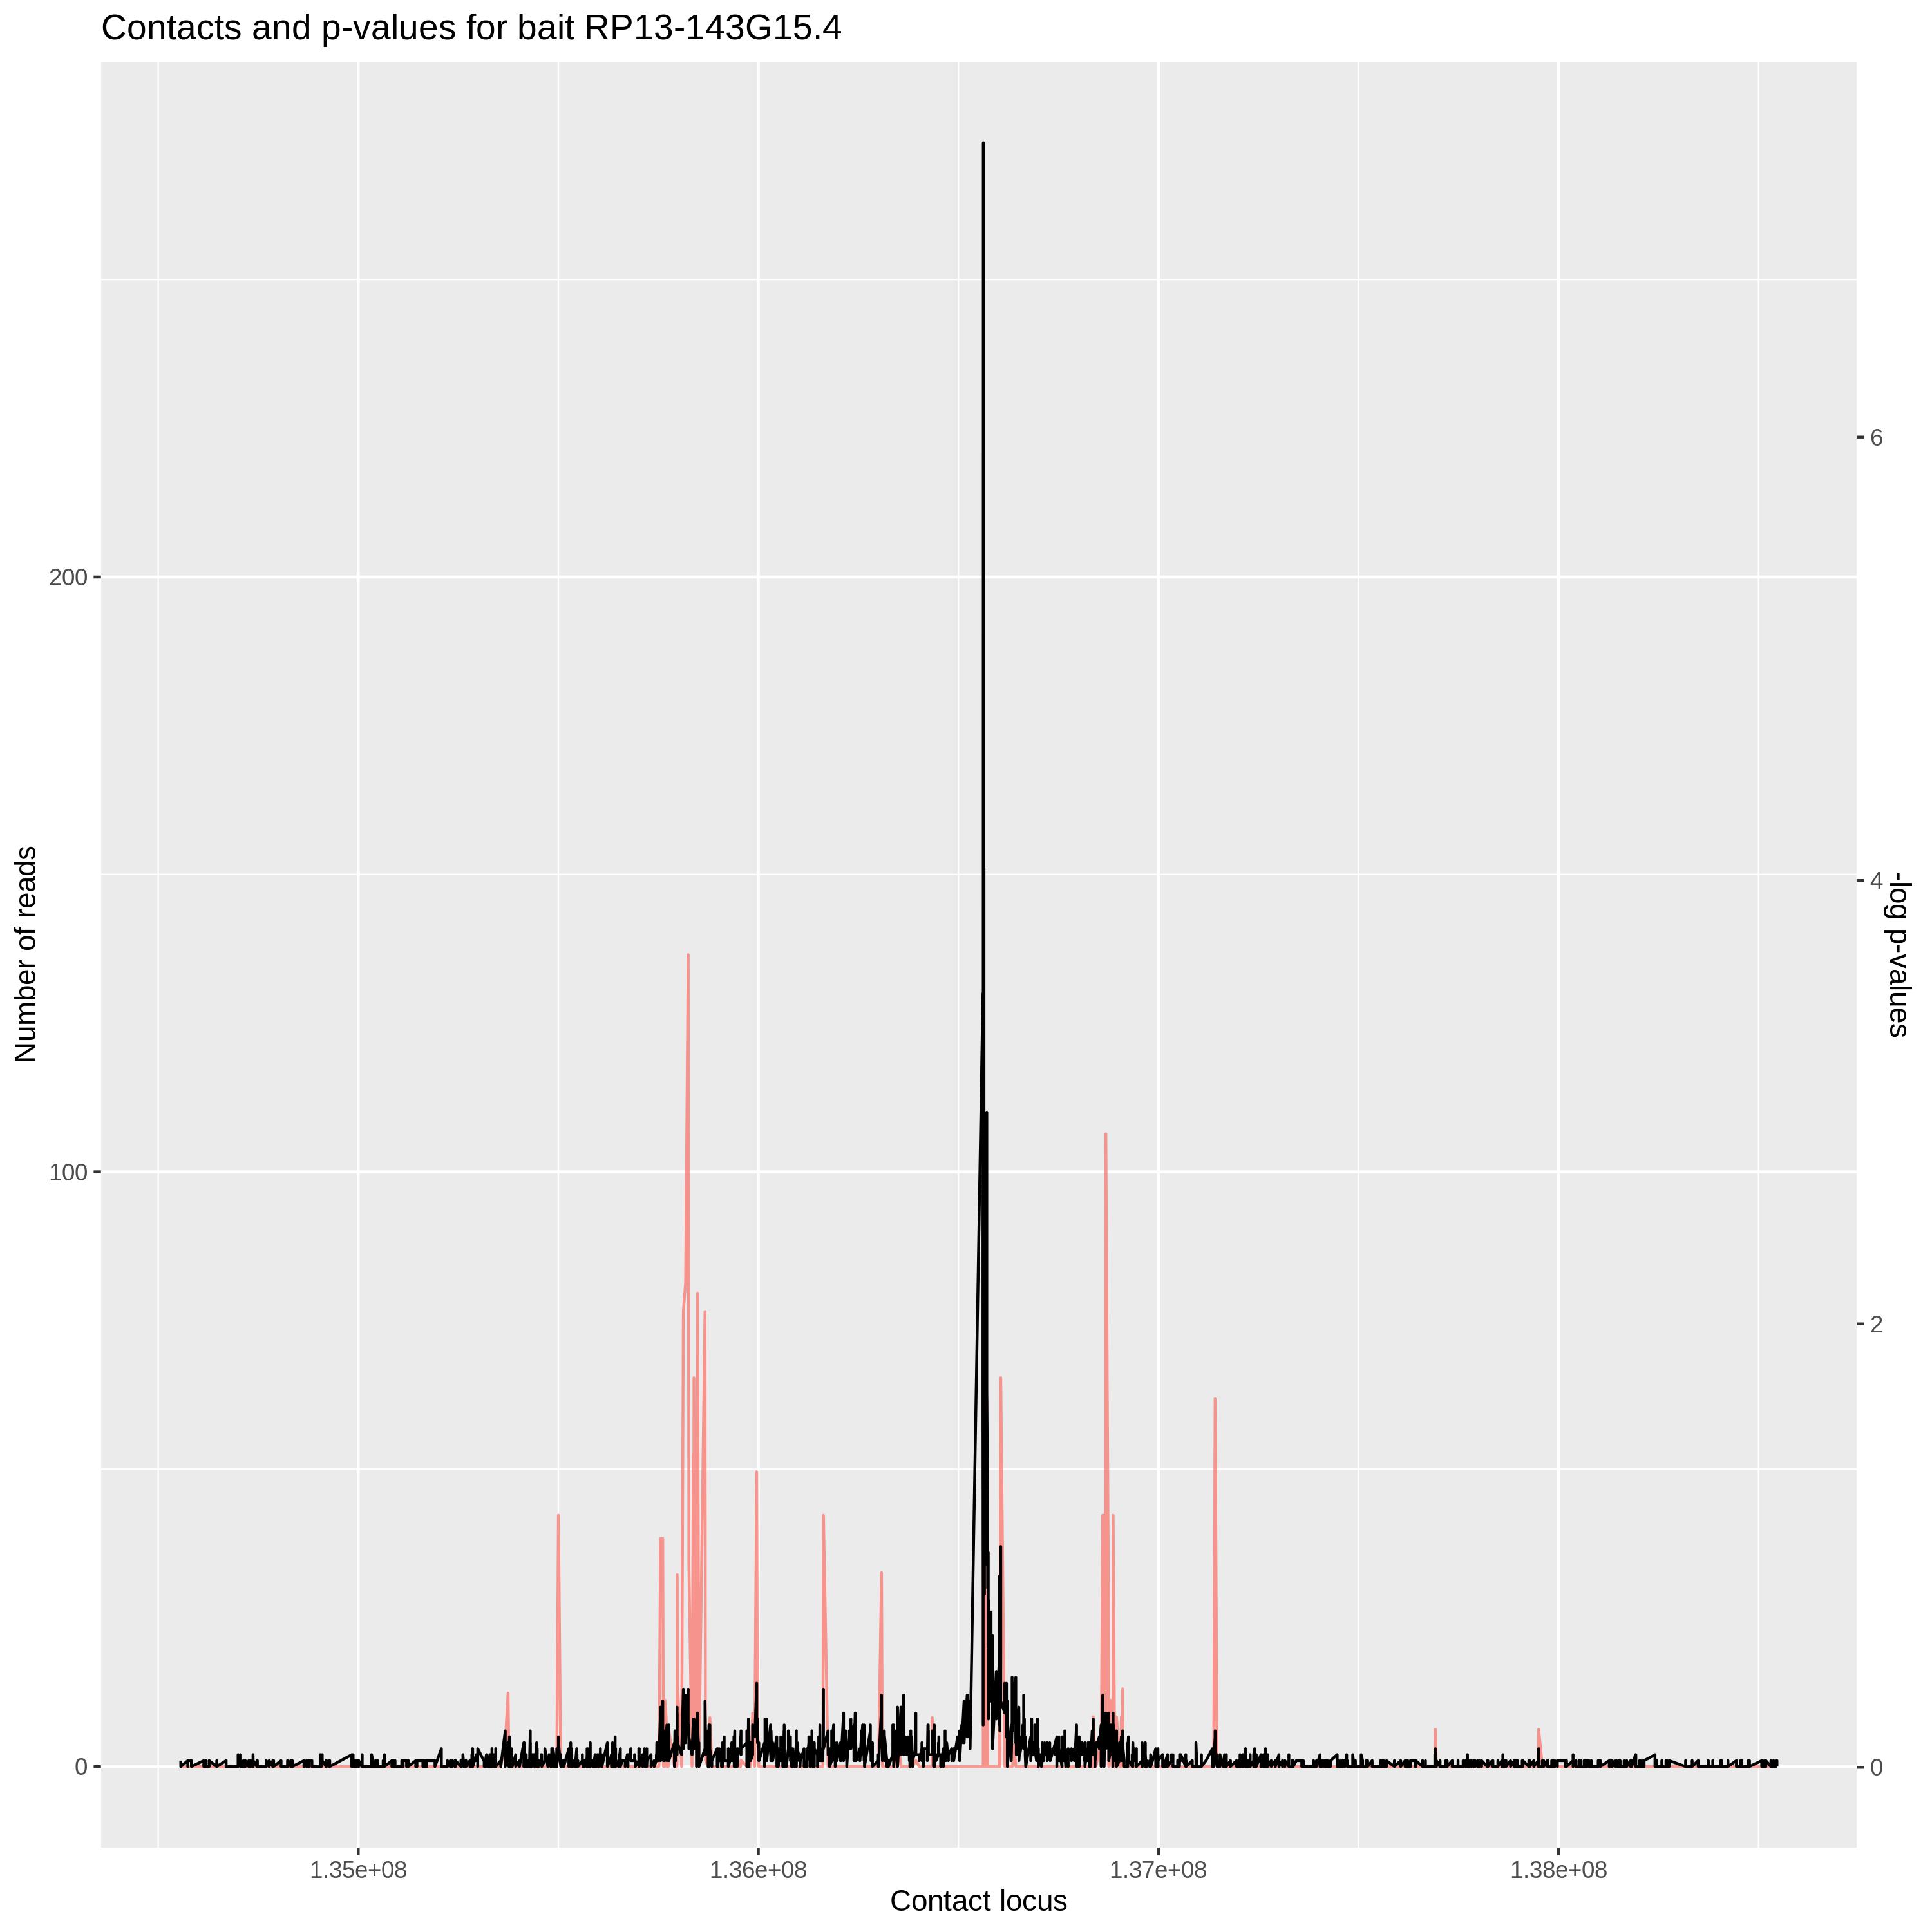 Contacts and p-values for bait RP13-143G15.4
Number of reads
200
100
0
6
4
2
0
-log p-values
1.35e+08
1.36e+08
1.37e+08
1.38e+08
Contact locus